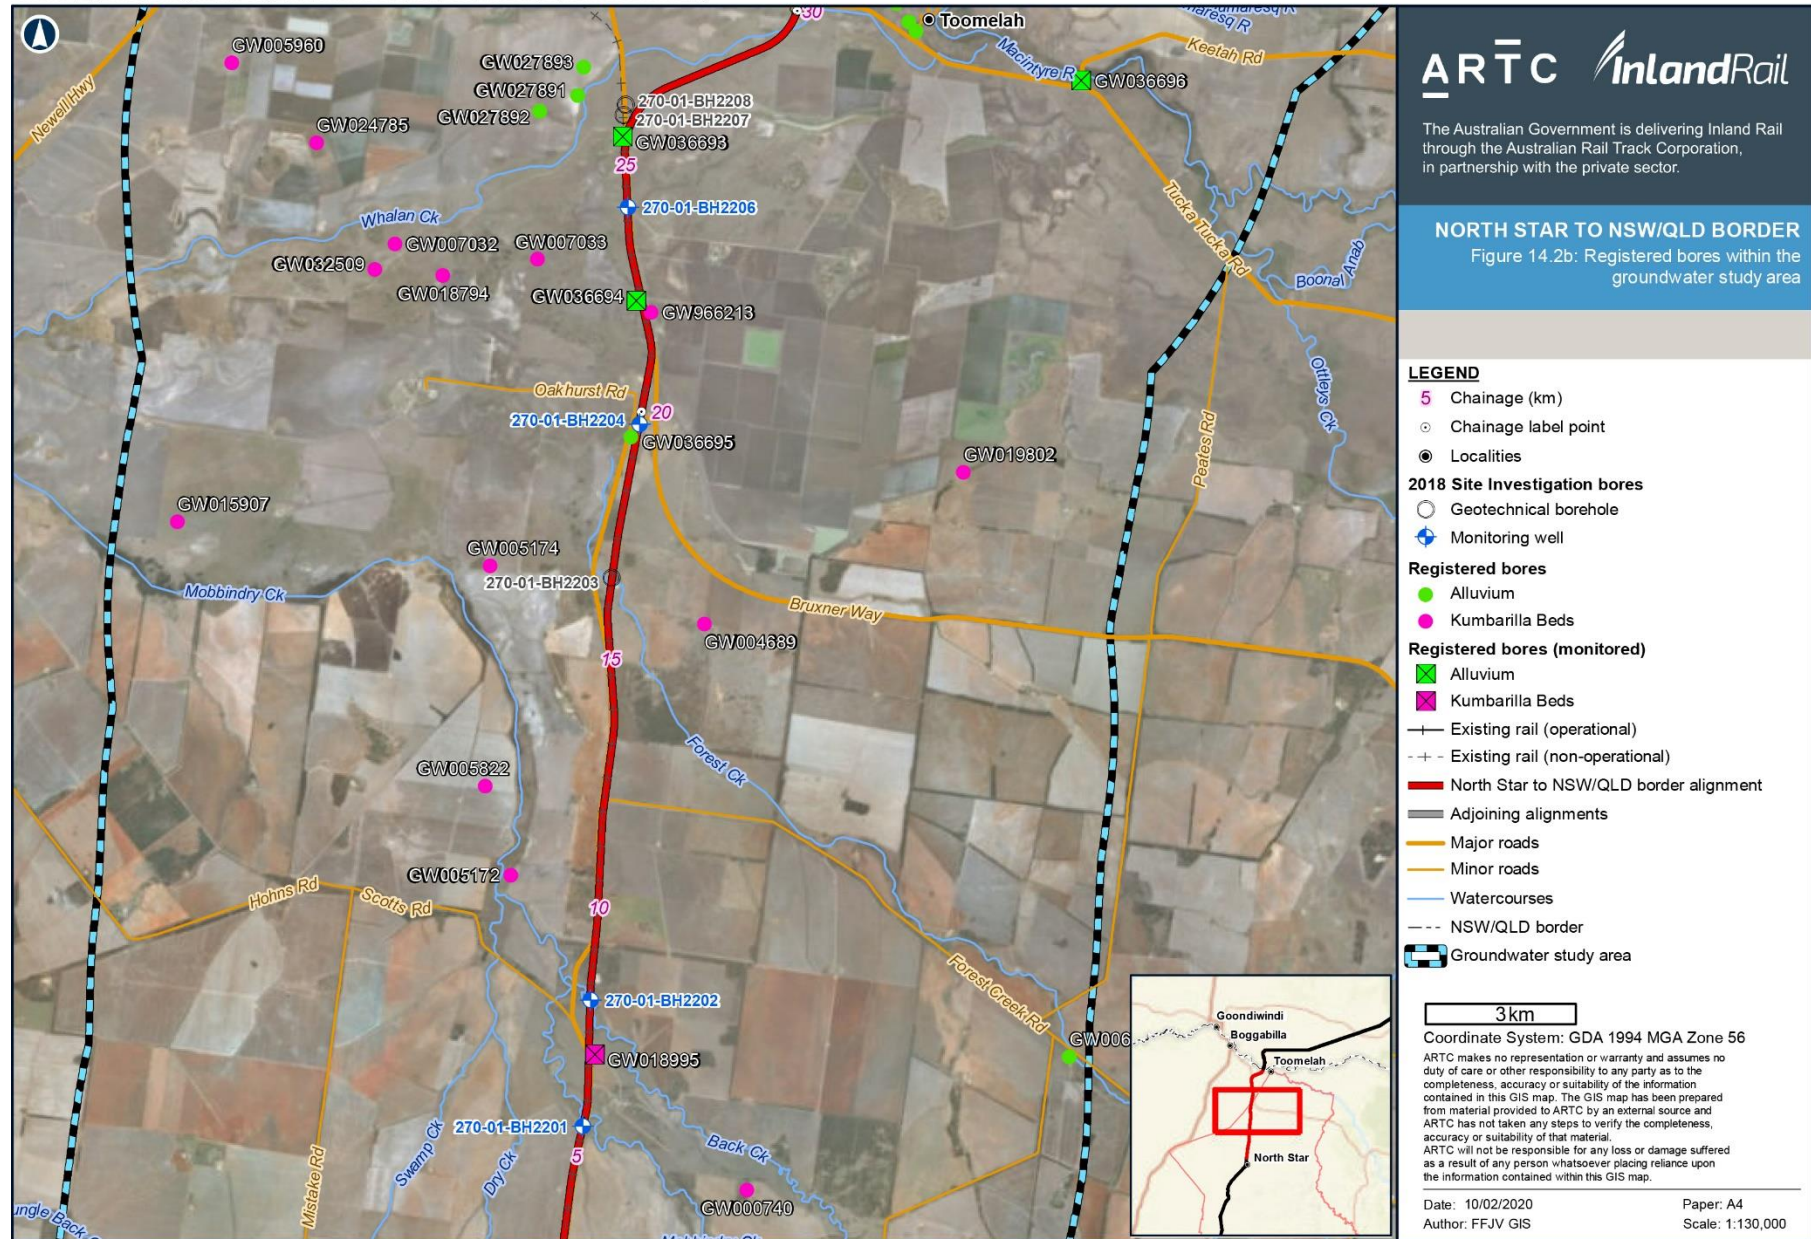 30
Toomelah
Dumaresq R
Macintyre R
Keetah Rd
GW005960
GW027893
GW027891
GW027892
270-01-BH2208
270-01-BH2207
GW036696
Newell Hwy
GW024785
GW036693
25
Tucka Tucka Rd
Whalan Ck
270-01-BH2206
GW007032
GW007033
GW032509
GW018794
Boonal Anab
GW036694
GW966213
Ottleys Ck
Oakhurst Rd
20
270-01-BH2204
GW036695
Peates Rd
GW019802
GW015907
GW005174
270-01-BH2203
Mobbindry Ck
Bruxner Way
GW004689
15
Forest Ck
GW005822
GW005172
Hohns Rd
Scotts Rd
10
Forest Creek Rd
270-01-BH2202
GW006
GW018995
270-01-BH2201
5
Back Ck
Swamp Ck
Dry Ck
Mistake Rd
GW000740
ungle Back C
Mobbindry Ck
Goondiwindi
Boggabilla
Toomelah
North Star
ARTC InlandRail
The Australian Government is delivering Inland Rail
through the Australian Rail Track Corporation,
in partnership with the private sector.
NORTH STAR TO NSW/QLD BORDER
Figure 14.2b: Registered bores within the
groundwater study area
LEGEND
5 Chainage (km)
Chainage label point
Localities
2018 Site Investigation bores
Geotechnical borehole
Monitoring well
Registered bores
Alluvium
Kumbarilla Beds
Registered bores (monitored)
Alluvium
Kumbarilla Beds
Existing rail (operational)
Existing rail (non-operational)
North Star to NSW/QLD border alignment
Adjoining alignments
Major roads
Minor roads
Watercourses
NSW/QLD border
Groundwater study area
3km
Coordinate System: GDA 1994 MGA Zone 56
ARTC makes no representation or warranty and assumes no
duty of care or other responsibility to any party as to the
completeness, accuracy or suitability of the information
contained in this GIS map. The GIS map has been prepared
from material provided to ARTC by an external source and
ARTC has not taken any steps to verify the completeness,
accuracy or suitability of that material.
ARTC will not be responsible for any loss or damage suffered
as a result of any person whatsoever placing reliance upon
the information contained within this GIS map.
Date: 10/02/2020 Paper: A4
Author: FFJV GIS Scale: 1:130,000